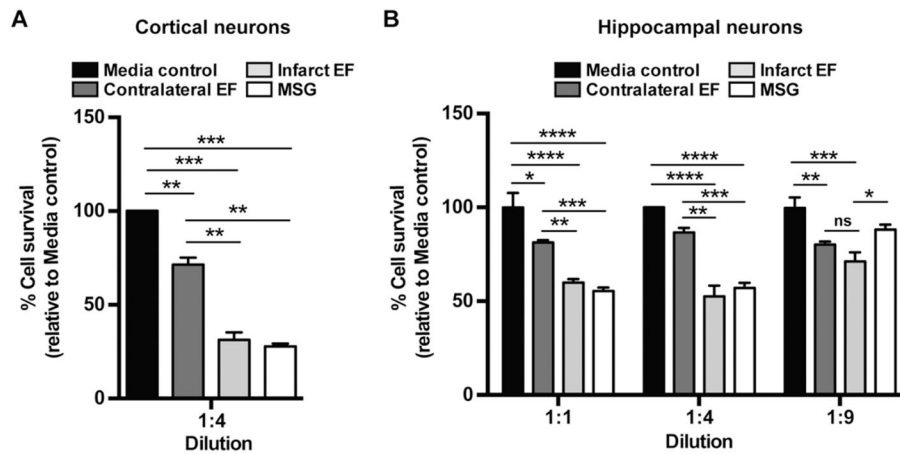 A
Cortical neurons
Media control
Infarct EF
Contralateral EF
MSG
% Cell survival
(relative to Media control)
150
100
50
0
***
***
**
**
**
1:4
Dilution
B
Hippocampal neurons
Media control
Infarct EF
Contralateral EF
MSG
% Cell survival
(relative to Media control)
150
100
50
0
**** **** ***
**** **** ** *
* *** *** ns
** **
1:1 1:4 1:9
Dilution